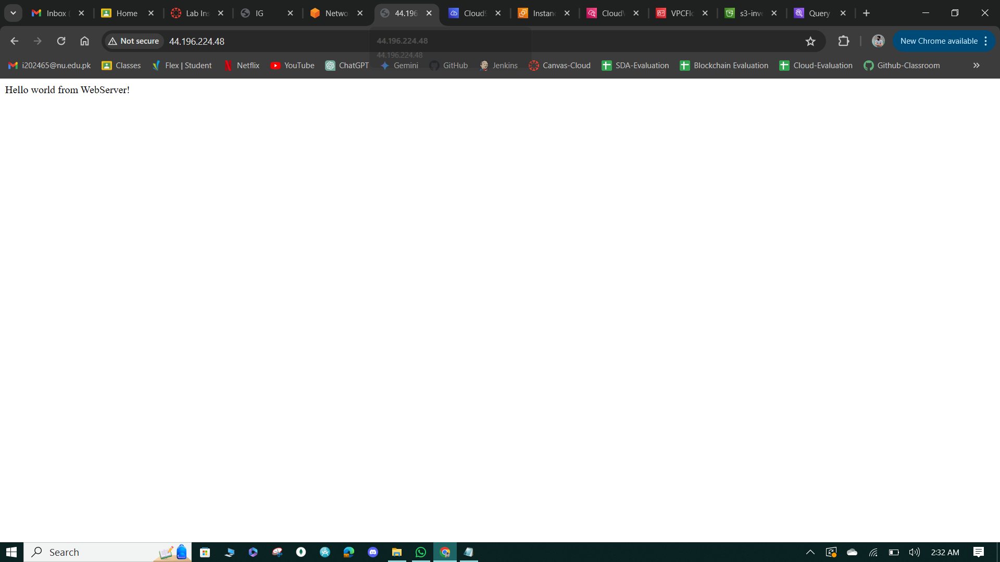 Inbox (
Home
Lab Ins
IG
Netwo
44.196
Cloud9
Instanc
CloudW
VPCFlo
s3-inve
Query
Not secure
44.196.224.48
44.196.224.48
44.196.224.48
New Chrome available
i202465@nu.edu.pk
Classes
Flex | Student
Netflix
YouTube
ChatGPT
Gemini
GitHub
Jenkins
Canvas-Cloud
SDA-Evaluation
Blockchain Evaluation
Cloud-Evaluation
Github-Classroom
Hello world from WebServer!
Search
2:32 AM